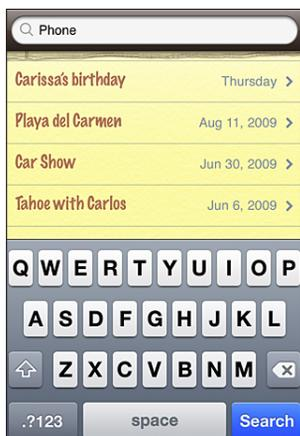 Phone
Carissa's birthday Thursday
Playa del Carmen Aug 11, 2009
Car Show Jun 30, 2009
Tahoe with Carlos Jun 6, 2009
Q W E R T Y U I O P
A S D F G H J K L
Z X C V B N M
.?123 space Search